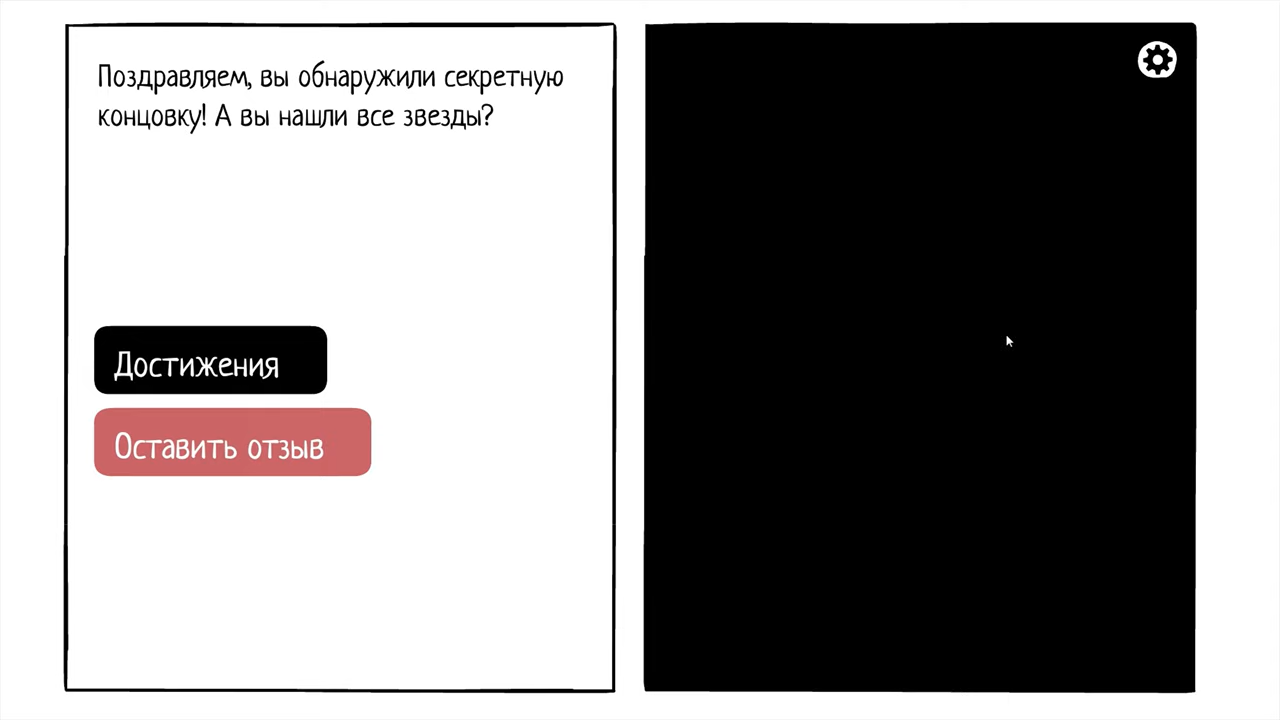 Поздравляем, вы обнаружили секретную
концовку! А вы нашли все звезды?
Достижения
Оставить отзыв